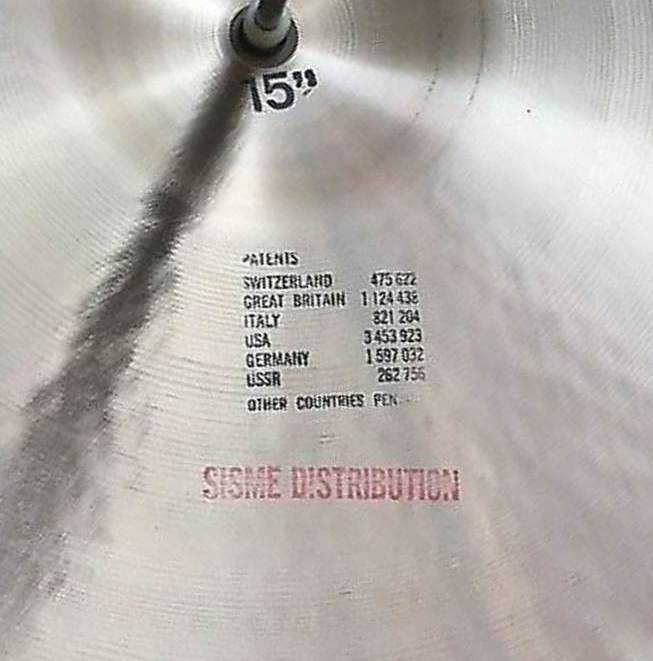 15"
PATENTS
SWITZERLAND 475 622
GREAT BRITAIN 1 124 438
ITALY 821 204
USA 3 453 923
GERMANY 1 597 032
USSR 262 756
OTHER COUNTRIES
SISME DISTRIBUTION